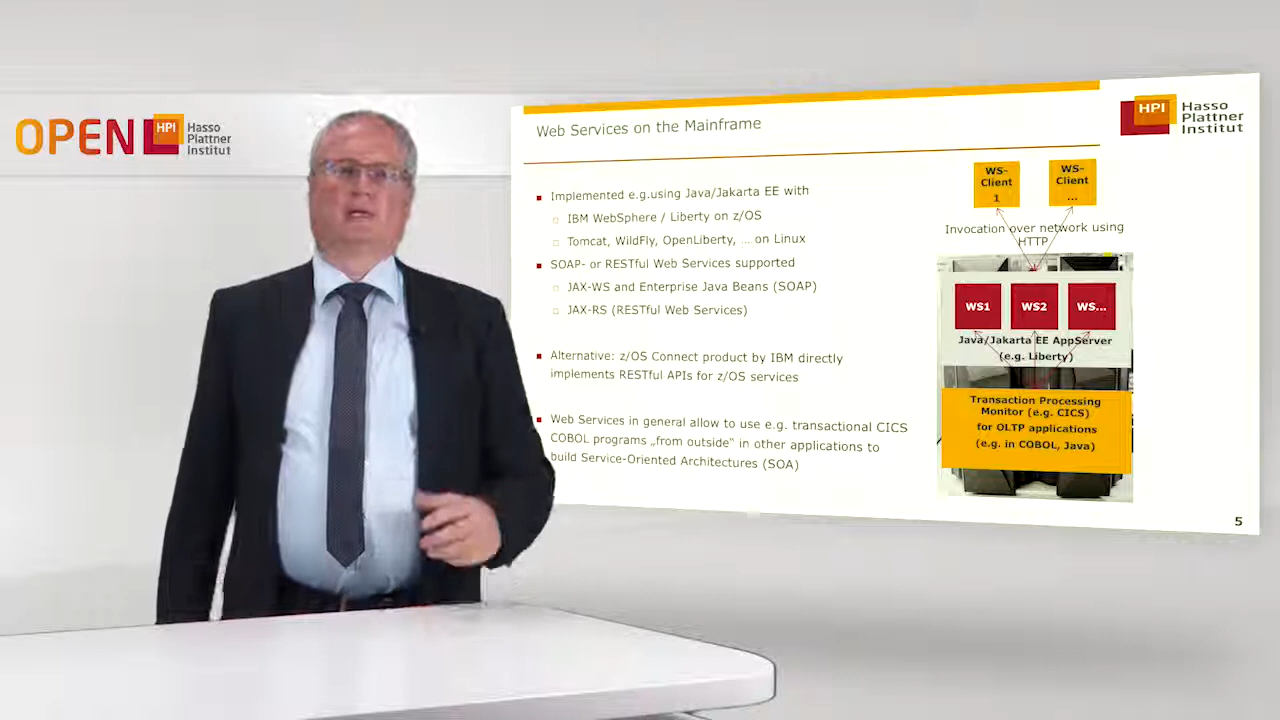 OPEN HPI Hasso
Plattner
Institut
Web Services on the Mainframe
HPI Hasso
Plattner
Institut
Implemented e.g.using Java/Jakarta EE with
IBM WebSphere / Liberty on z/OS
Tomcat, WildFly, OpenLiberty, ... on Linux
SOAP- or RESTful Web Services supported
JAX-WS and Enterprise Java Beans (SOAP)
JAX-RS (RESTful Web Services)
Alternative: z/OS Connect product by IBM directly
implements RESTful APIs for z/OS services
Web Services in general allow to use e.g. transactional CICS
COBOL programs „from outside“ in other applications to
build Service-Oriented Architectures (SOA)
WS-
Client
1
WS-
Client
...
Invocation over network using
HTTP
WS1
WS2
WS...
Java/Jakarta EE AppServer
(e.g. Liberty)
Transaction Processing
Monitor (e.g. CICS)
for OLTP applications
(e.g. in COBOL, Java)
5